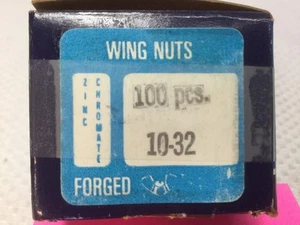 WING NUTS
ZINC
CHROMATE
100 pcs.
10-32
FORGED